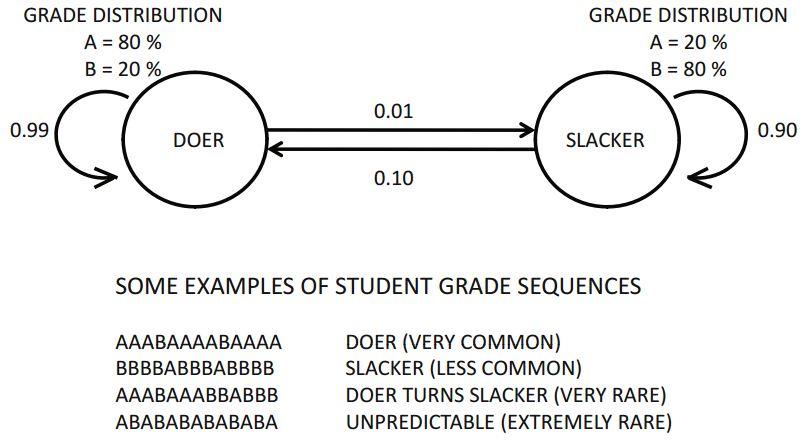 GRADE DISTRIBUTION
A = 80 %
B = 20 %
GRADE DISTRIBUTION
A = 20 %
B = 80 %
0.99
DOER
0.01
0.10
SLACKER
0.90
SOME EXAMPLES OF STUDENT GRADE SEQUENCES
AAABAAAABAAAA DOER (VERY COMMON)
BBBBABBBABBBB SLACKER (LESS COMMON)
AAABAAABBABBB DOER TURNS SLACKER (VERY RARE)
ABABABABABABA UNPREDICTABLE (EXTREMELY RARE)